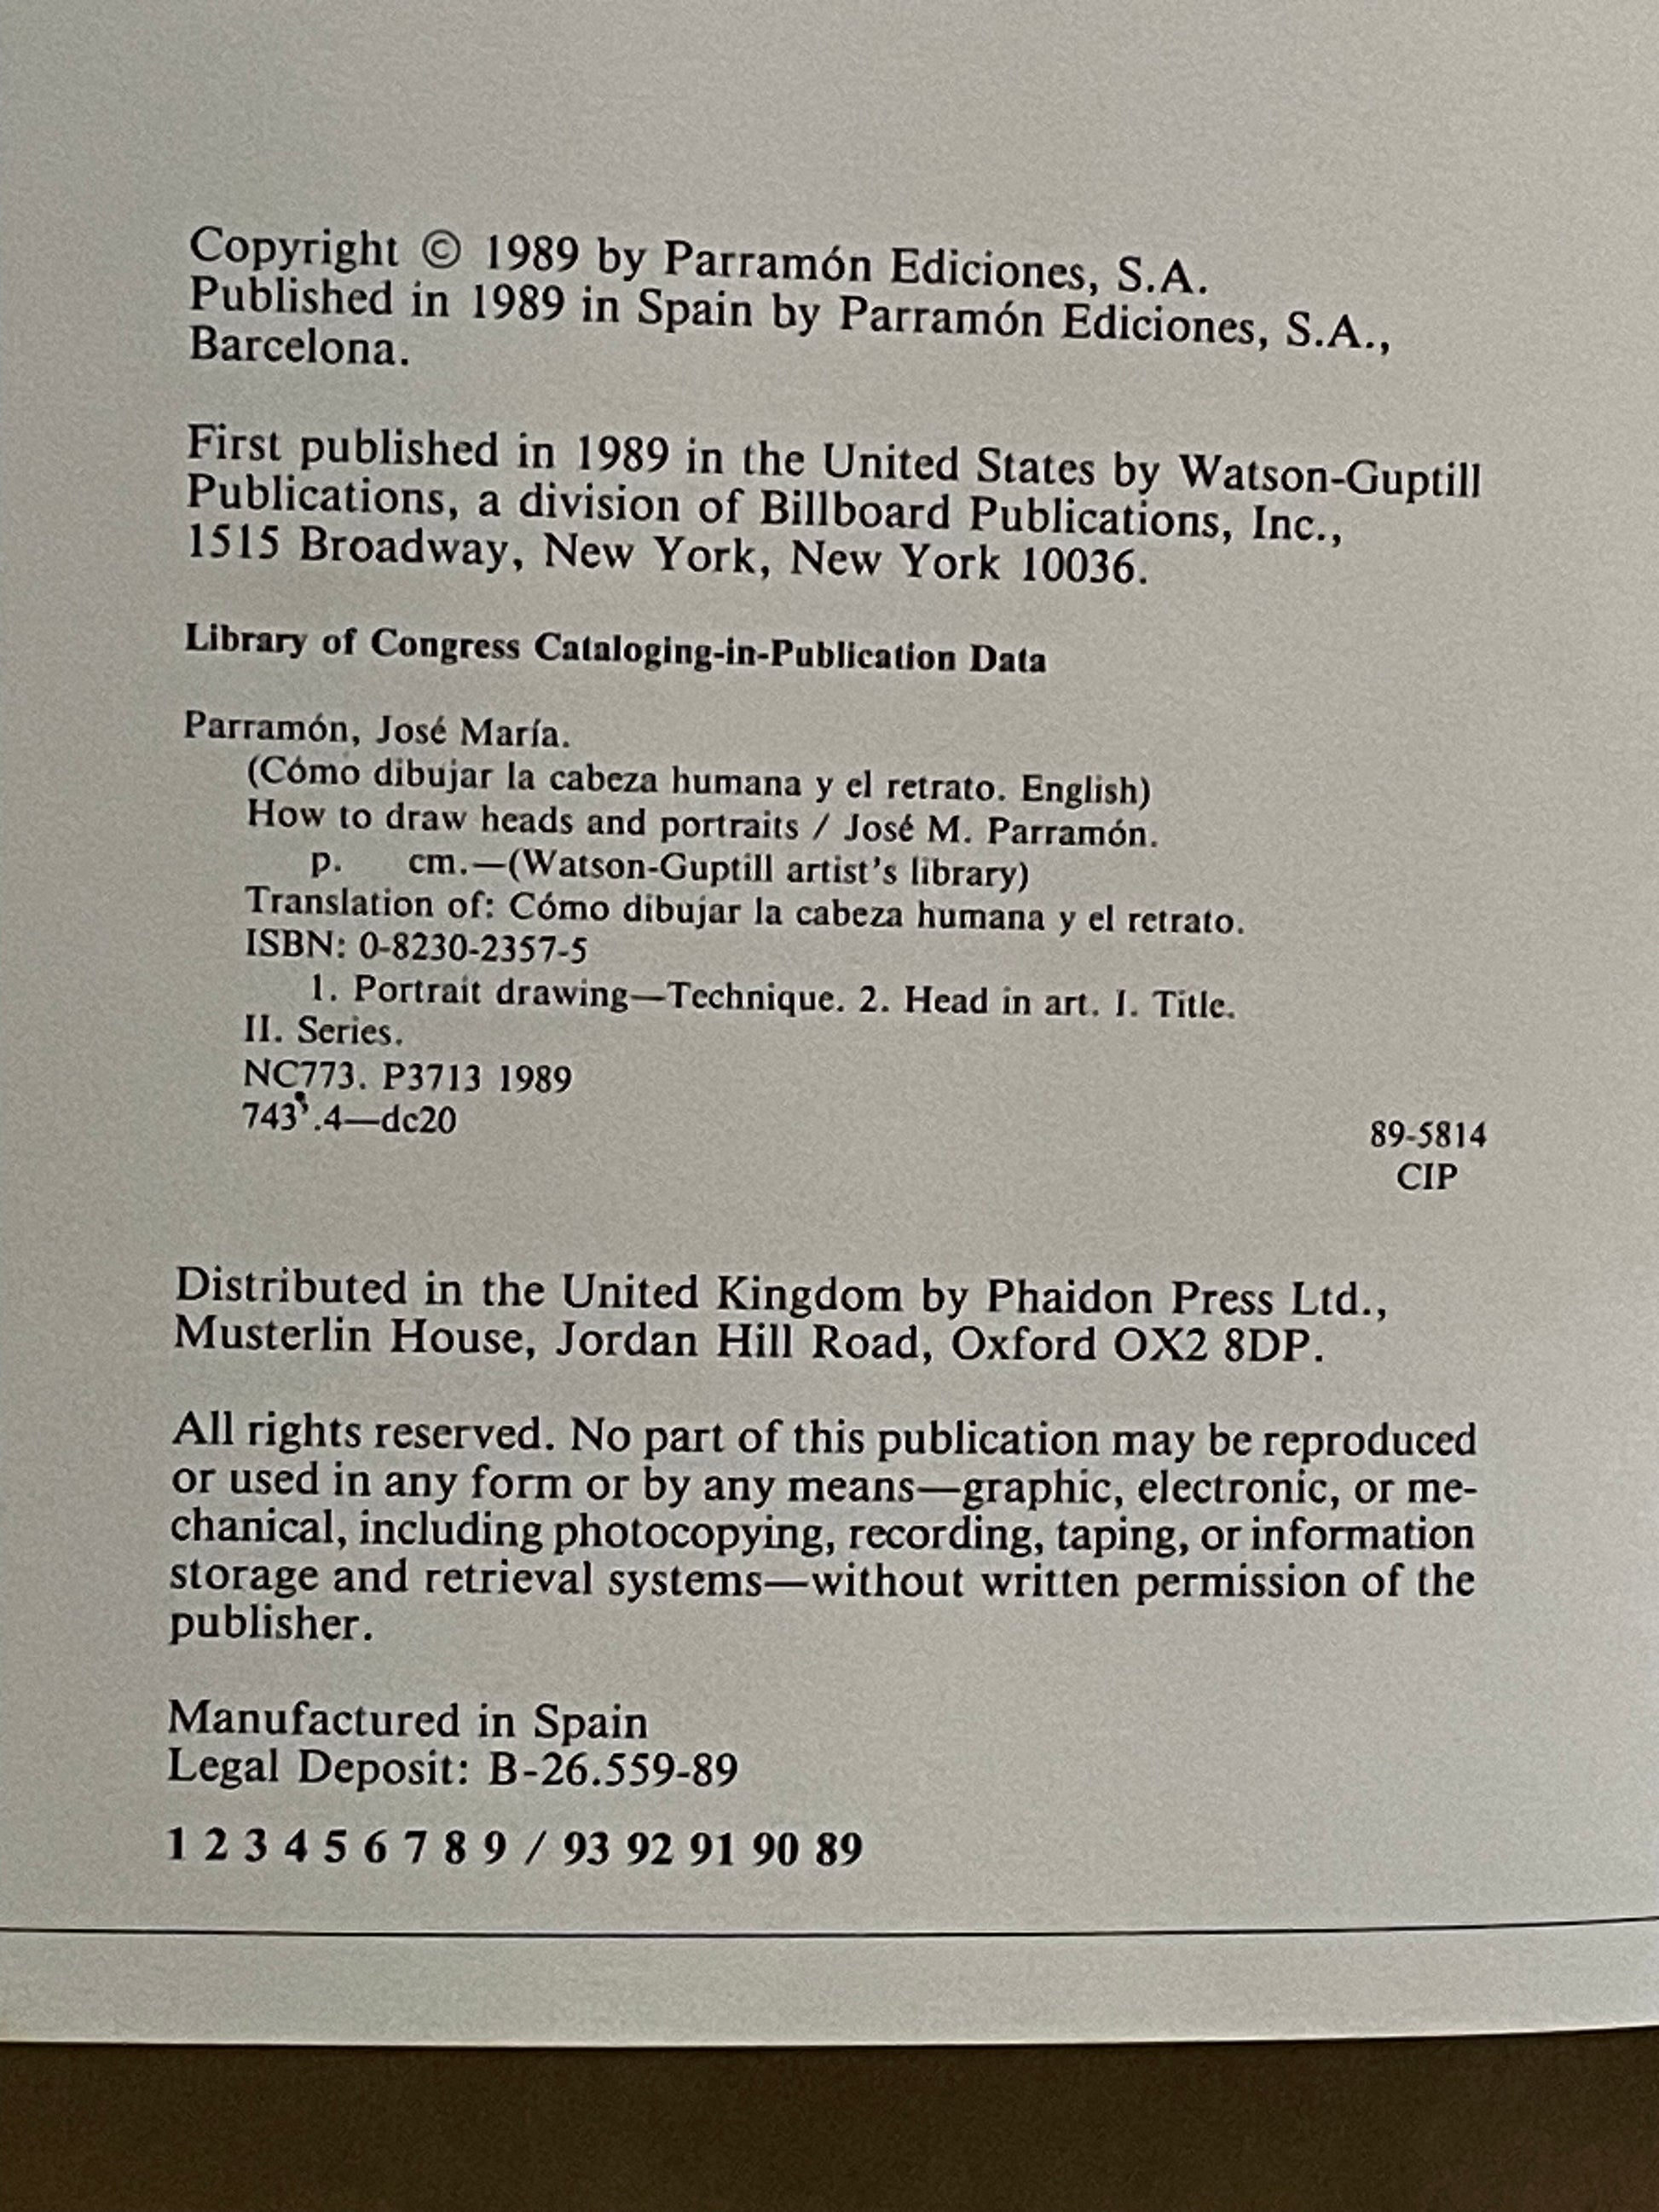 Copyright © 1989 by Parramón Ediciones, S.A.
Published in 1989 in Spain by Parramón Ediciones, S.A.,
Barcelona.
First published in 1989 in the United States by Watson-Guptill
Publications, a division of Billboard Publications, Inc.,
1515 Broadway, New York, New York 10036.
Library of Congress Cataloging-in-Publication Data
Parramón, José María.
(Cómo dibujar la cabeza humana y el retrato. English)
How to draw heads and portraits / José M. Parramón.
p. cm.—(Watson-Guptill artist's library)
Translation of: Cómo dibujar la cabeza humana y el retrato.
ISBN: 0-8230-2357-5
1. Portrait drawing—Technique. 2. Head in art. I. Title.
II. Series.
NC773. P3713 1989
743'.4—dc20
89-5814
CIP
Distributed in the United Kingdom by Phaidon Press Ltd.,
Musterlin House, Jordan Hill Road, Oxford OX2 8DP.
All rights reserved. No part of this publication may be reproduced
or used in any form or by any means—graphic, electronic, or me-
chanical, including photocopying, recording, taping, or information
storage and retrieval systems—without written permission of the
publisher.
Manufactured in Spain
Legal Deposit: B-26.559-89
1 2 3 4 5 6 7 8 9 / 93 92 91 90 89